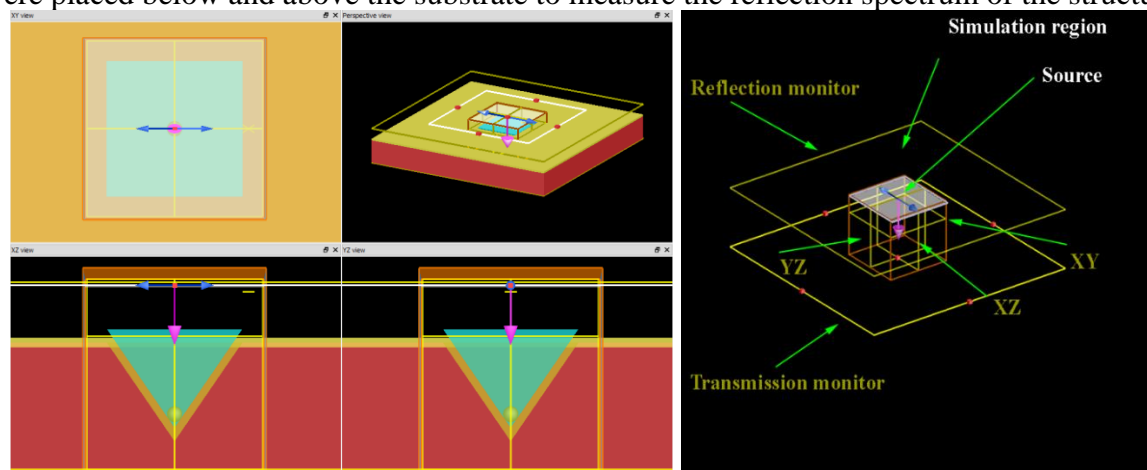 ere placed below and above the substrate to measure the reflection spectrum of the struct
XY view
Perspective view
XZ view
YZ view
Simulation region
Source
Reflection monitor
YZ
XY
XZ
Transmission monitor